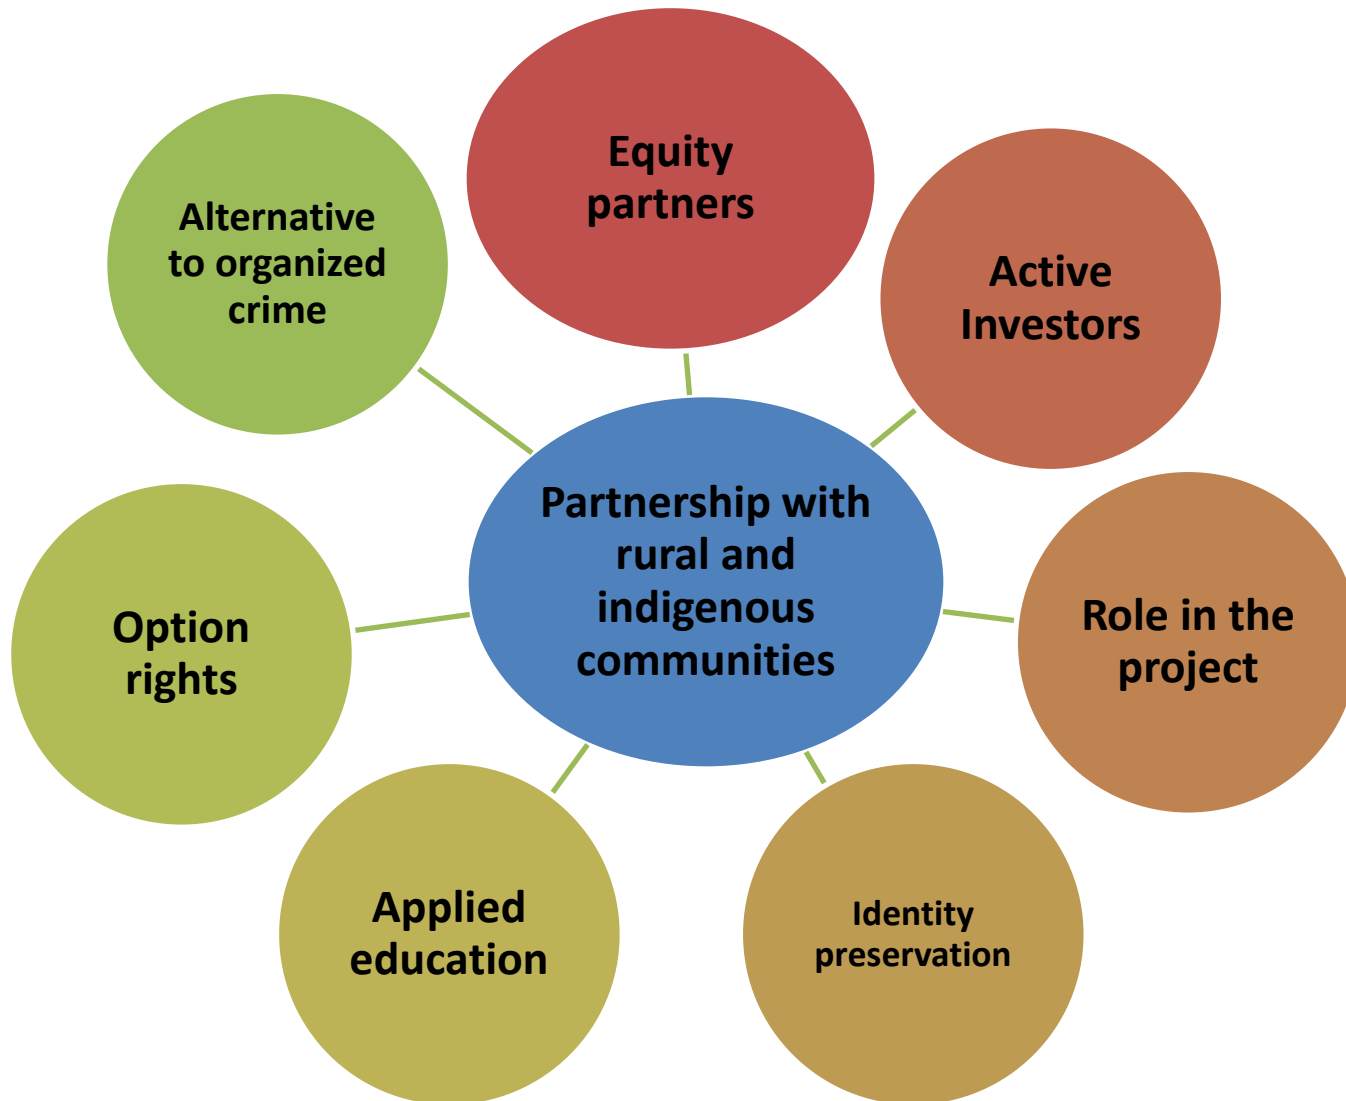 Equity
partners
Active
Investors
Role in the
project
Identity
preservation
Applied
education
Option
rights
Alternative
to organized
crime
Partnership with
rural and
indigenous
communities